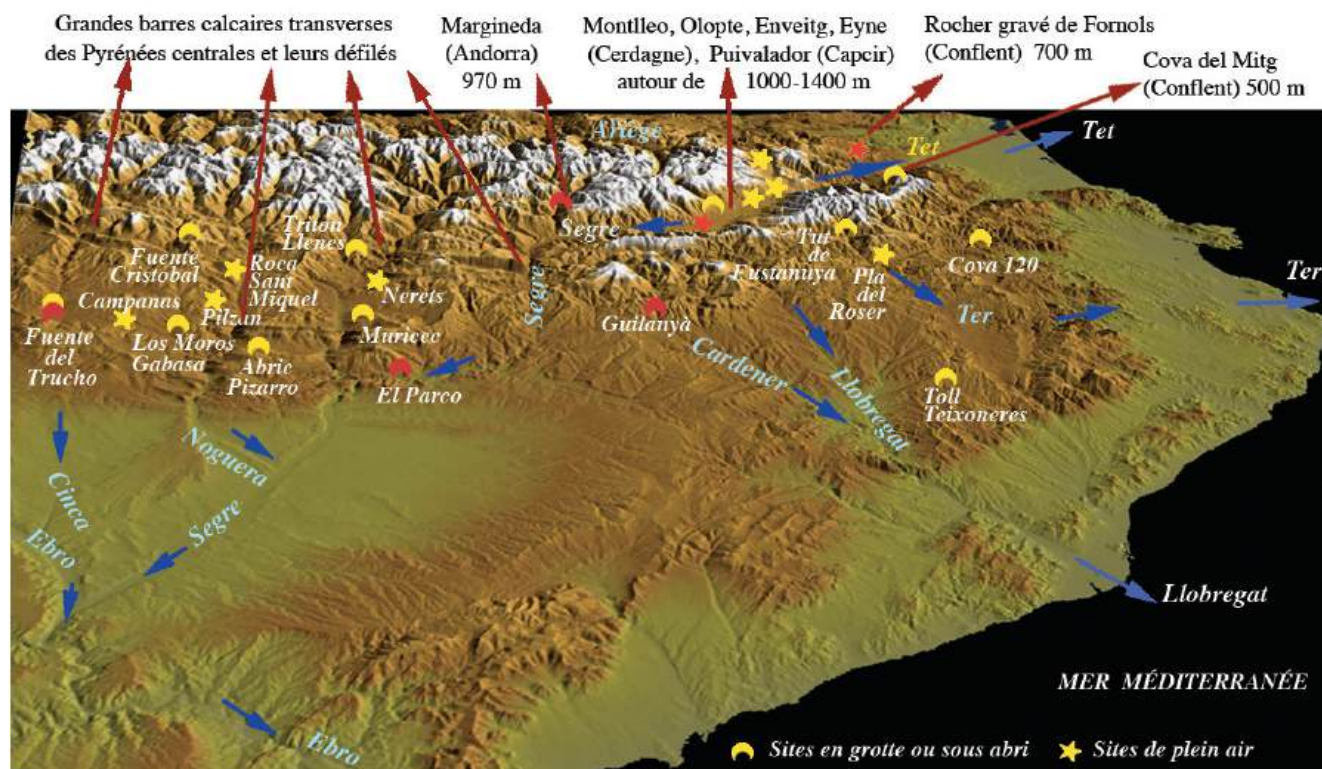 Grandes barres calcaires transverses
des Pyrénées centrales et leurs défilés
Margineda
(Andorra)
970 m
Montlleo, Olopte, Enveitg, Eyne
(Cerdagne), Puivalador (Capcir)
autour de 1000-1400 m
Rocher gravé de Fornols
(Conflent) 700 m
Cova del Mitg
(Conflent) 500 m
Ariège
Tet
Tet
Segre
Triton
Llenes
Fuente
Cristobal
Roca
Sant
Miquel
Nerets
Segre
Tut
de
Fustanuya
Pla
del
Roser
Cova 120
Ter
Ter
Campanas
Pilzan
Fuente
del
Trucho
Los Moros
Gabasa
Abric
Pizarro
Muricec
El Parco
Guilanyà
Cardener
Llobregat
Toll
Teixoneres
Noguera
Cinca
Segre
Ebro
Llobregat
MER MÉDITERRANÉE
Ebro
Sites en grotte ou sous abri
Sites de plein air